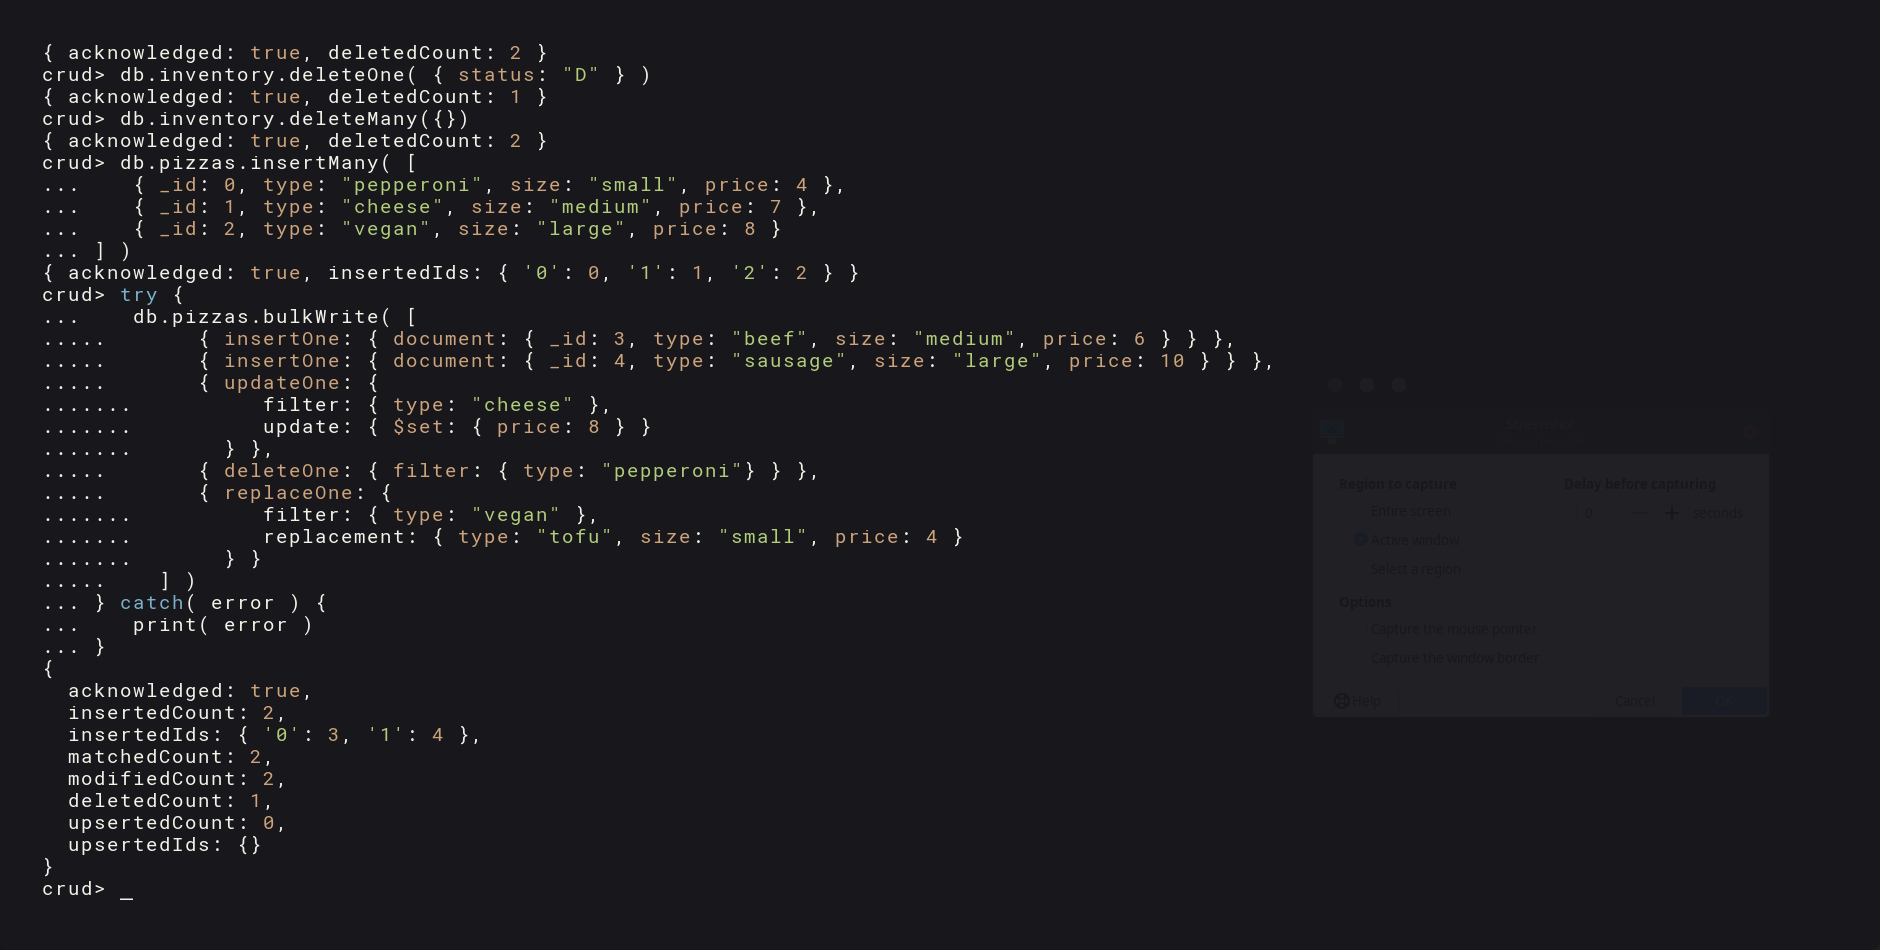 { acknowledged: true, deletedCount: 2 }
crud> db.inventory.deleteOne( { status: "D" } )
{ acknowledged: true, deletedCount: 1 }
crud> db.inventory.deleteMany({})
{ acknowledged: true, deletedCount: 2 }
crud> db.pizzas.insertMany( [
...    { _id: 0, type: "pepperoni", size: "small", price: 4 },
...    { _id: 1, type: "cheese", size: "medium", price: 7 },
...    { _id: 2, type: "vegan", size: "large", price: 8 }
... ] )
{ acknowledged: true, insertedIds: { '0': 0, '1': 1, '2': 2 } }
crud> try {
...    db.pizzas.bulkWrite( [
.....       { insertOne: { document: { _id: 3, type: "beef", size: "medium", price: 6 } } },
.....       { insertOne: { document: { _id: 4, type: "sausage", size: "large", price: 10 } } },
.....       { updateOne: {
.......          filter: { type: "cheese" },
.......          update: { $set: { price: 8 } }
.......       } },
.....       { deleteOne: { filter: { type: "pepperoni"} } },
.....       { replaceOne: {
.......          filter: { type: "vegan" },
.......          replacement: { type: "tofu", size: "small", price: 4 }
.......       } }
.....    ] )
... } catch( error ) {
...    print( error )
... }
{
  acknowledged: true,
  insertedCount: 2,
  insertedIds: { '0': 3, '1': 4 },
  matchedCount: 2,
  modifiedCount: 2,
  deletedCount: 1,
  upsertedCount: 0,
  upsertedIds: {}
}
crud> _
Screenshot
Region to capture
Entire screen
Active window
Select a region
Delay before capturing
0 — + seconds
Options
Capture the mouse pointer
Capture the window border
Help
Cancel
OK